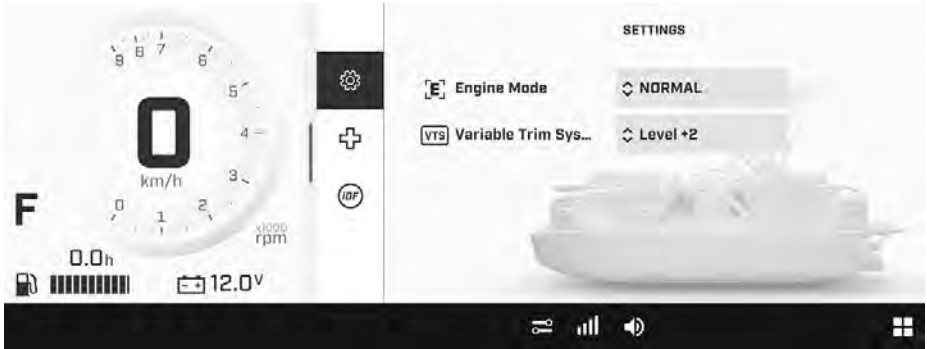 SETTINGS
[E] Engine Mode
NORMAL
VTS Variable Trim Sys...
Level +2
iDF
9 8 7 6 5 4 3 2 1 0
0
km/h
x1000
rpm
F
0.0h
12.0V